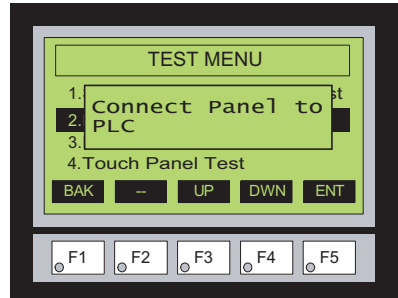 TEST MENU
1. st
Connect Panel to
2. PLC
3.
4.Touch Panel Test
BAK -- UP DWN ENT
F1 F2 F3 F4 F5